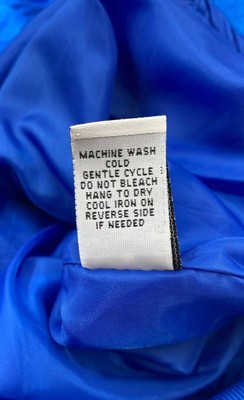 MACHINE WASH
COLD
GENTLE CYCLE
DO NOT BLEACH
HANG TO DRY
COOL IRON ON
REVERSE SIDE
IF NEEDED